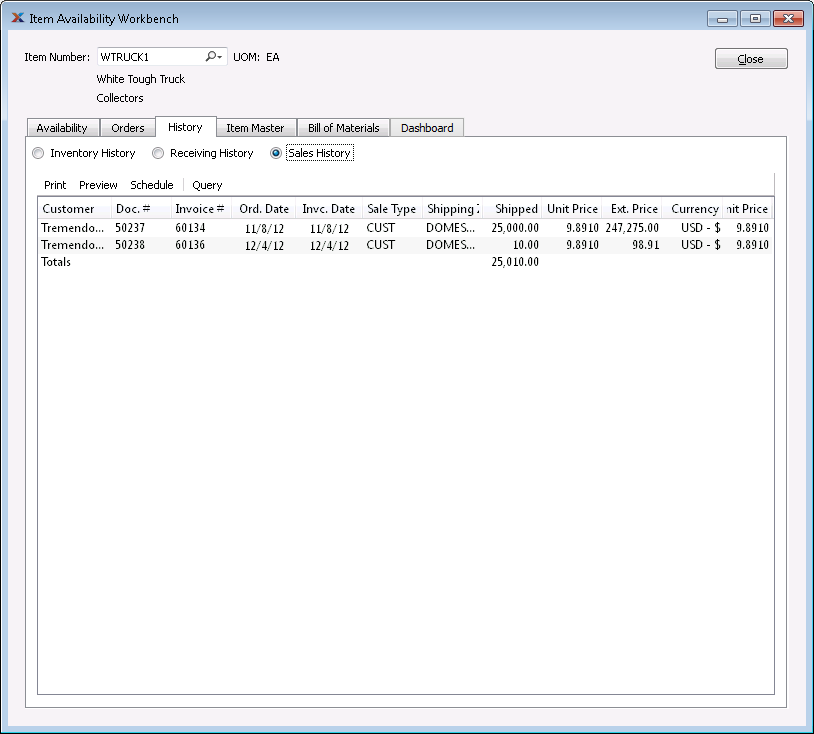 Item Availability Workbench
Item Number: WTRUCK1 UOM: EA Close
White Tough Truck
Collectors
Availability Orders History Item Master Bill of Materials Dashboard
Inventory History Receiving History Sales History
Print Preview Schedule Query
Customer Doc. # Invoice # Ord. Date Invc. Date Sale Type Shipping Shipped Unit Price Ext. Price Currency nit Price
Tremendo... 50237 60134 11/8/12 11/8/12 CUST DOMES... 25,000.00 9.8910 247,275.00 USD - $ 9.8910
Tremendo... 50238 60136 12/4/12 12/4/12 CUST DOMES... 10.00 9.8910 98.91 USD - $ 9.8910
Totals 25,010.00